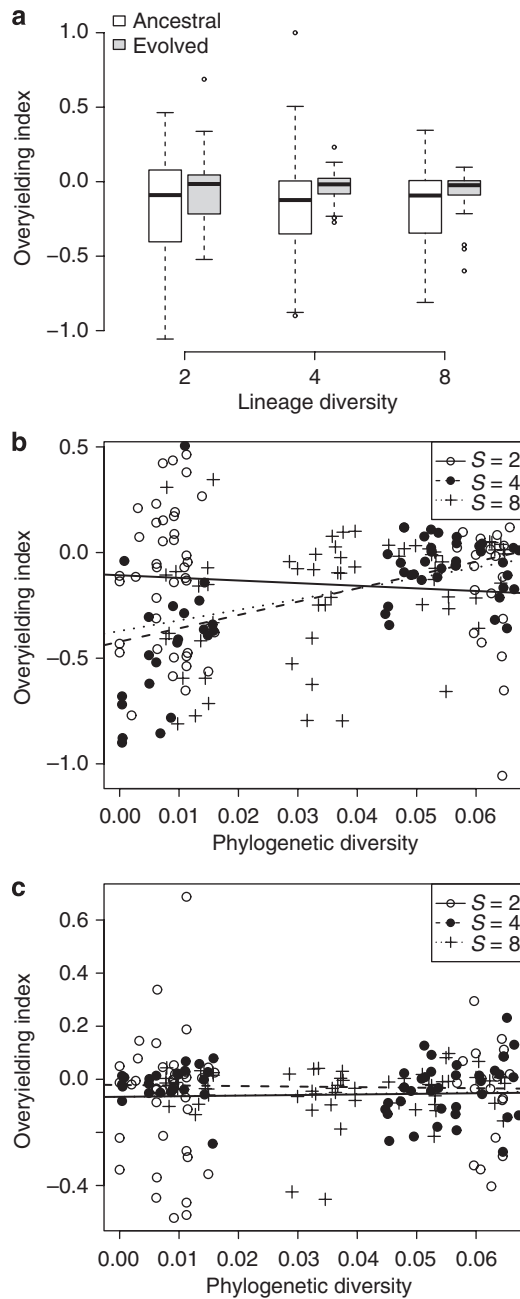 a
Ancestral
Evolved
Overyielding index
1.0
0.5
0.0
−0.5
−1.0
2 4 8
Lineage diversity
b
Overyielding index
0.5
0.0
−0.5
−1.0
S = 2
S = 4
S = 8
0.00 0.01 0.02 0.03 0.04 0.05 0.06
Phylogenetic diversity
c
Overyielding index
0.6
0.4
0.2
0.0
−0.4
S = 2
S = 4
S = 8
0.00 0.01 0.02 0.03 0.04 0.05 0.06
Phylogenetic diversity